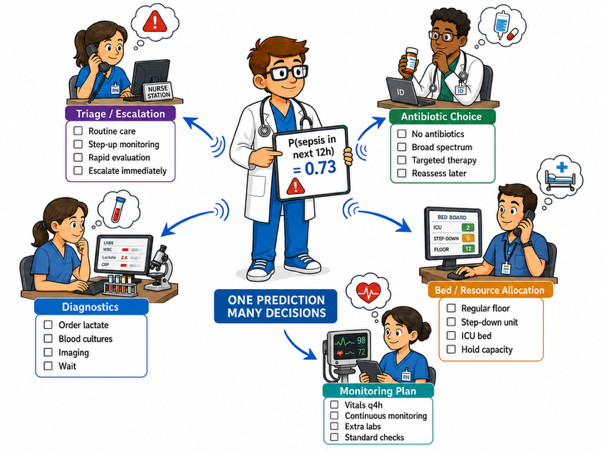 NURSE
STATION
RN
Triage / Escalation
Routine care
Step-up monitoring
Rapid evaluation
Escalate immediately
P(sepsis in
next 12h)
= 0.73
ID
ID
Antibiotic Choice
No antibiotics
Broad spectrum
Targeted therapy
Reassess later
LABS
WBC
Lactate 2.6
CRP
Diagnostics
Order lactate
Blood cultures
Imaging
Wait
BED BOARD
ICU 2
STEP-DOWN 5
FLOOR 12
Bed / Resource Allocation
Regular floor
Step-down unit
ICU bed
Hold capacity
ONE PREDICTION
MANY DECISIONS
98
72
RN
Monitoring Plan
Vitals q4h
Continuous monitoring
Extra labs
Standard checks